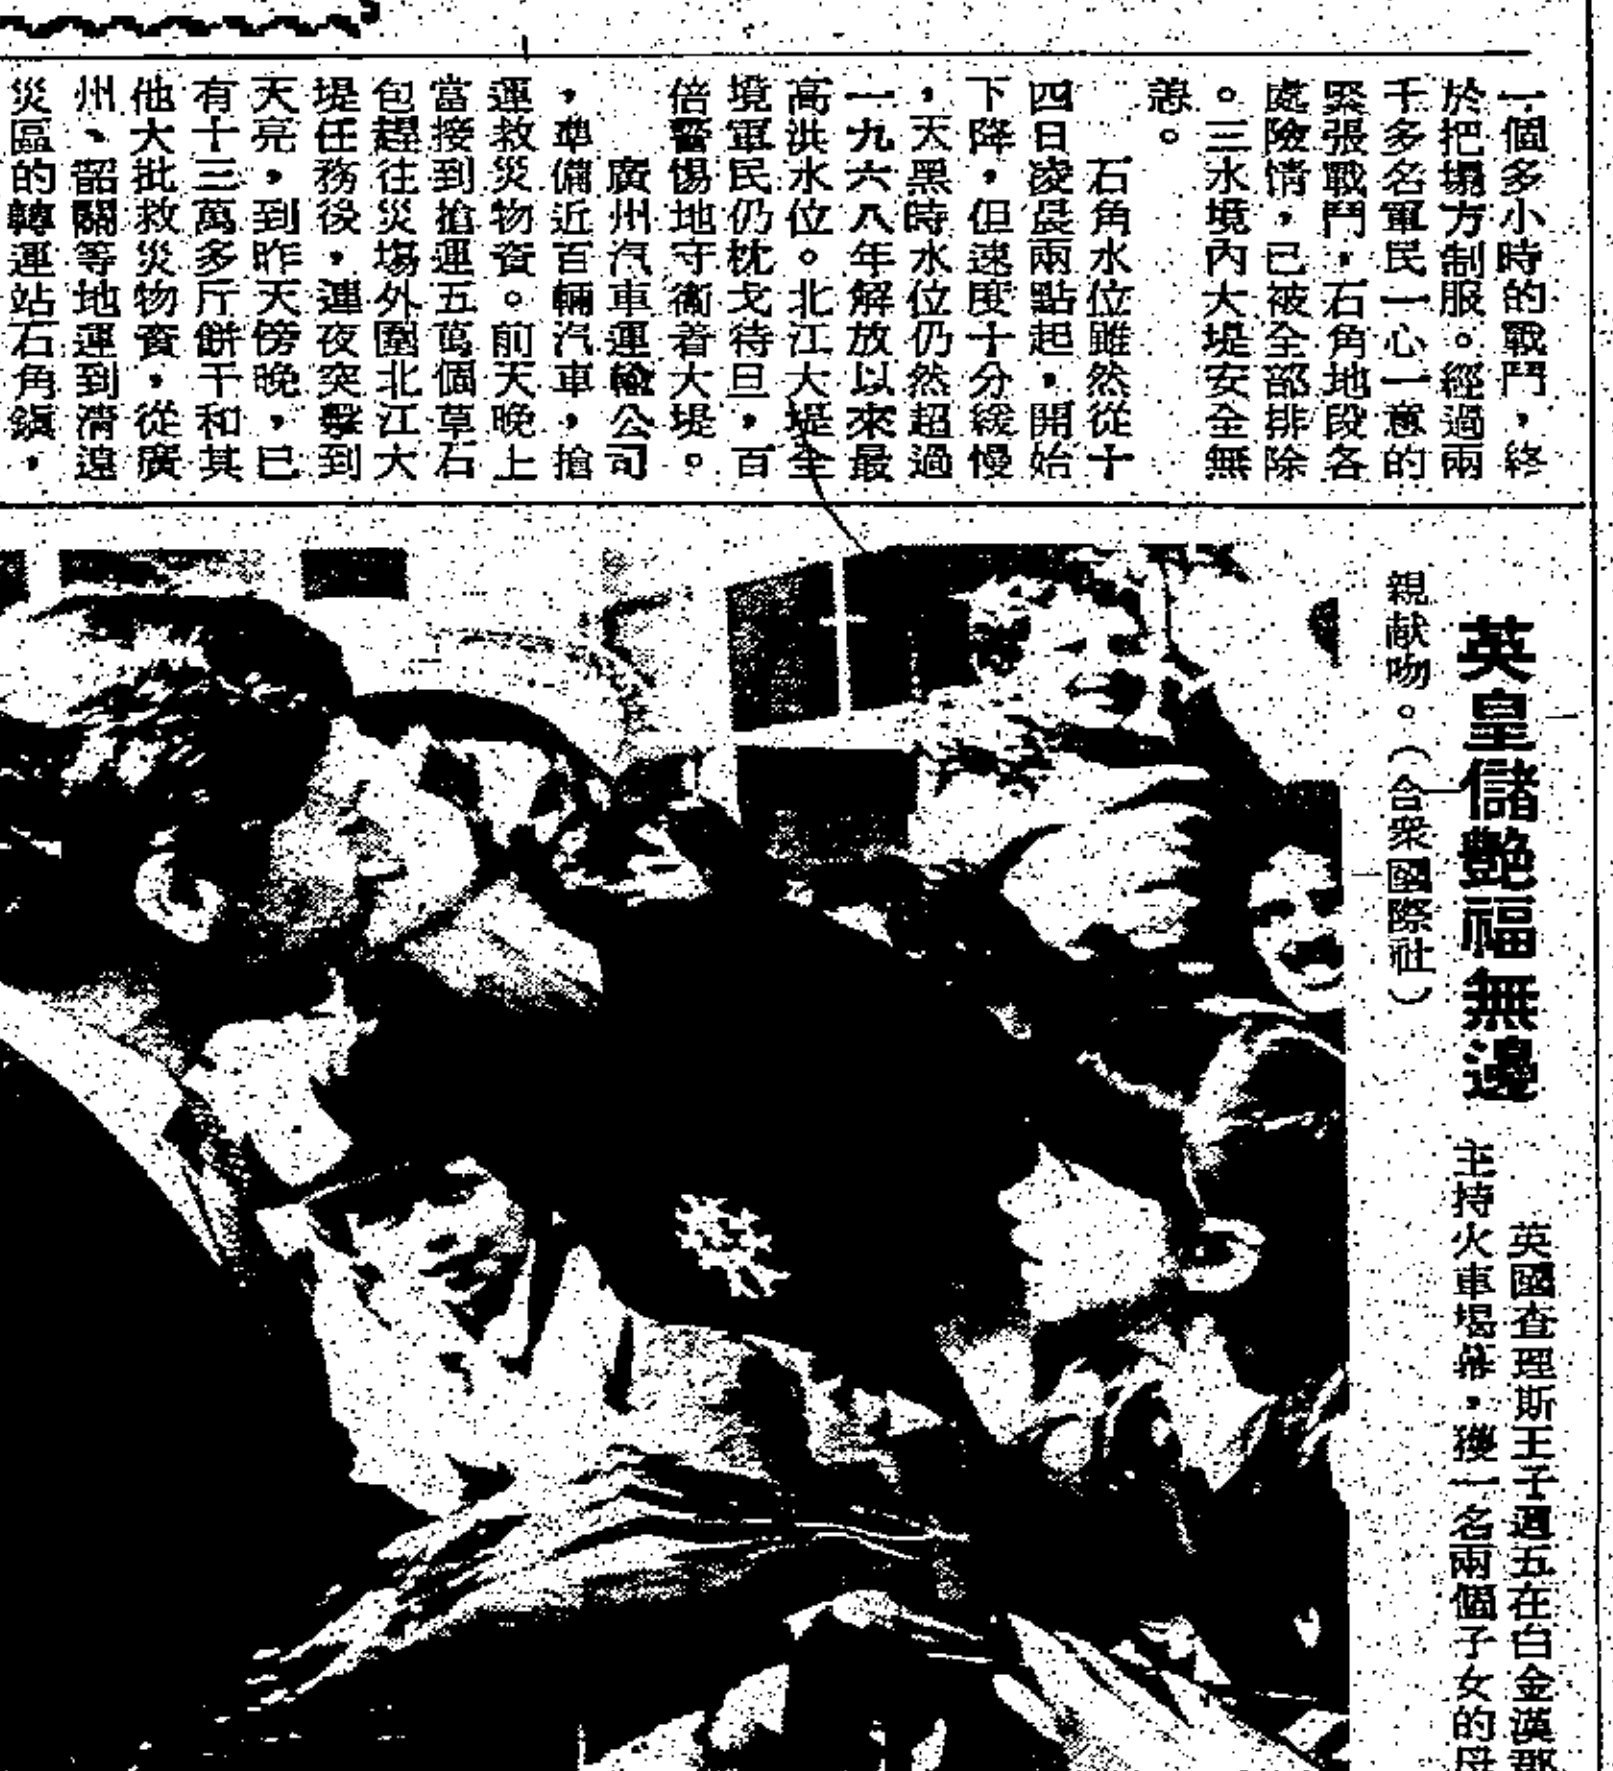 一個多小時的戰鬥，終
於把塌方制服。經過兩
千多名軍民一心一意的
緊張戰鬥，石角地段各
處險情，已被全部排除
。三水境內大堤安全無
恙。
石角水位雖然從十
四日凌晨兩點起，開始
下降，但速度十分緩慢
，天黑時水位仍然超過
一九六八年解放以來最
高洪水位。北江大堤全
境軍民仍枕戈待旦，百
倍警惕地守衞着大堤。
廣州汽車運輸公司
，準備近百輛汽車，搶
運救災物資。前天晚上
當接到搶運五萬個草石
包趕往災塲外圍北江大
堤任務後，連夜突擊到
天亮，到昨天傍晚，已
有十三萬多斤餅干和其
他大批救災物資，從廣
州、韶關等地運到清遠
災區的轉運站石角鎭，
英皇儲艷福無邊
英國查理斯王子週五在白金漢郡
主持火車揭幕，獲一名兩個子女的母
親献吻。（合衆國際社）